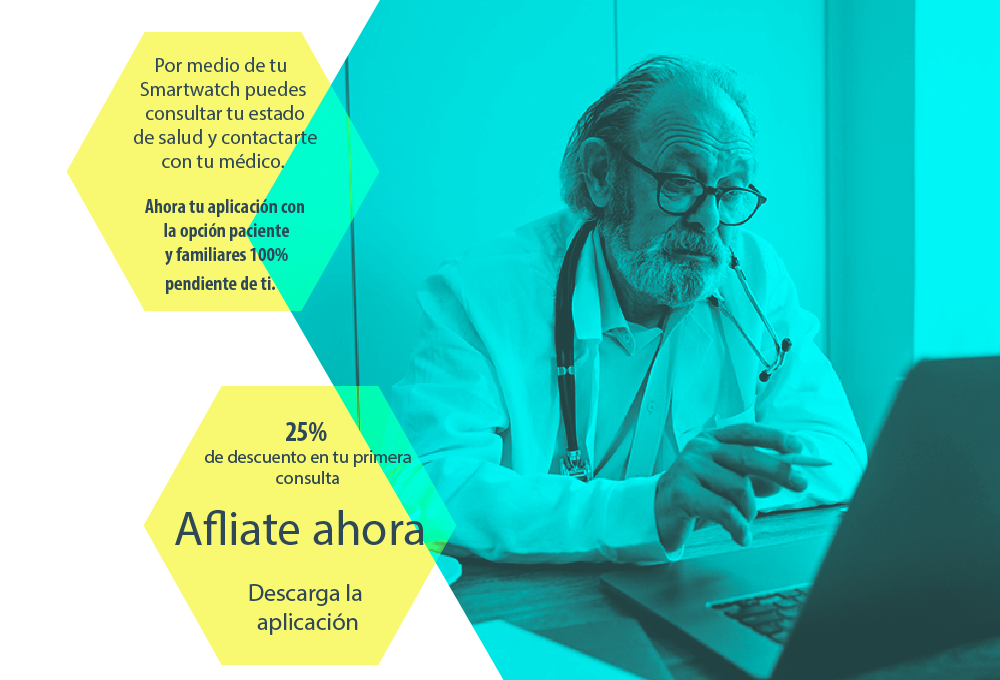 Por medio de tu
Smartwatch puedes
consultar tu estado
de salud y contactarte
con tu médico.
Ahora tu aplicación con
la opción paciente
y familiares 100%
pendiente de ti.
25%
de descuento en tu primera
consulta
Afliate ahora
Descarga la
aplicación